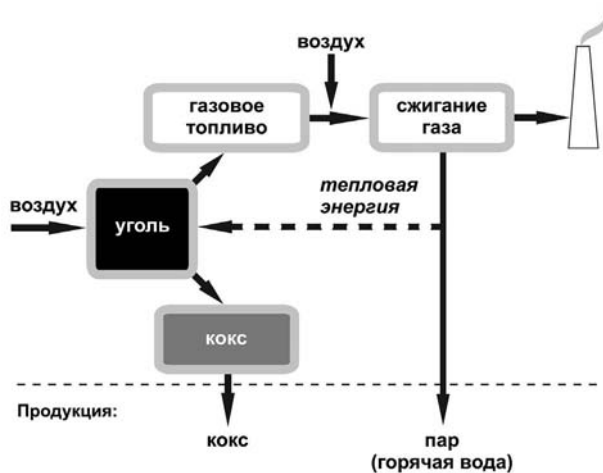 воздух
газовое
топливо
сжигание
газа
тепловая
энергия
воздух
уголь
кокс
Продукция:
кокс
пар
(горячая вода)